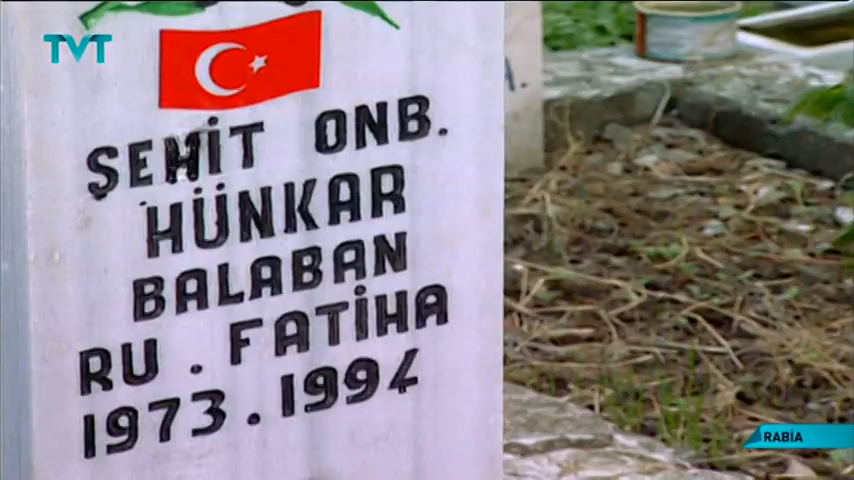 TVT
ŞEHİT ONB.
HÜNKAR
BALABAN
RU . FATİHA
1973 . 1994
RABİA